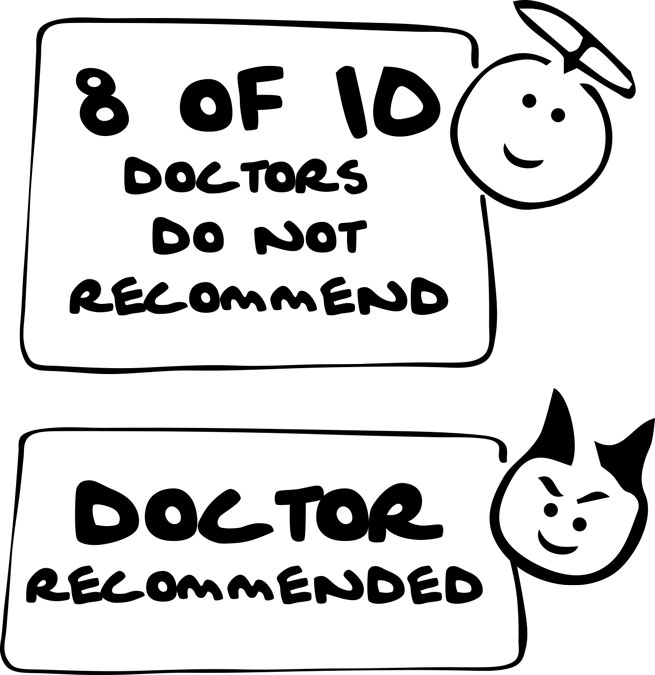 8 OF 10
DOCTORS
DO NOT
RECOMMEND
DOCTOR
RECOMMENDED